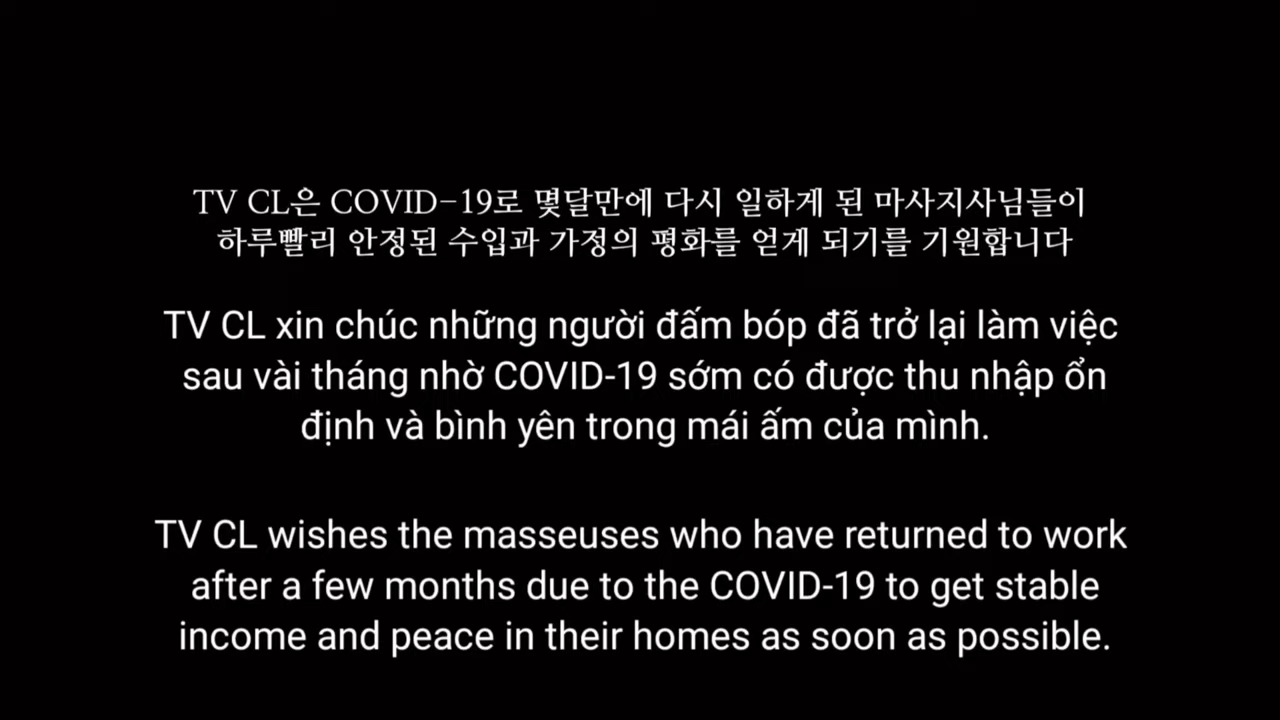 TV CL은 COVID-19로 몇달만에 다시 일하게 된 마사지사님들이
하루빨리 안정된 수입과 가정의 평화를 얻게 되기를 기원합니다
TV CL xin chúc những người đấm bóp đã trở lại làm việc
sau vài tháng nhờ COVID-19 sớm có được thu nhập ổn
định và bình yên trong mái ấm của mình.
TV CL wishes the masseuses who have returned to work
after a few months due to the COVID-19 to get stable
income and peace in their homes as soon as possible.